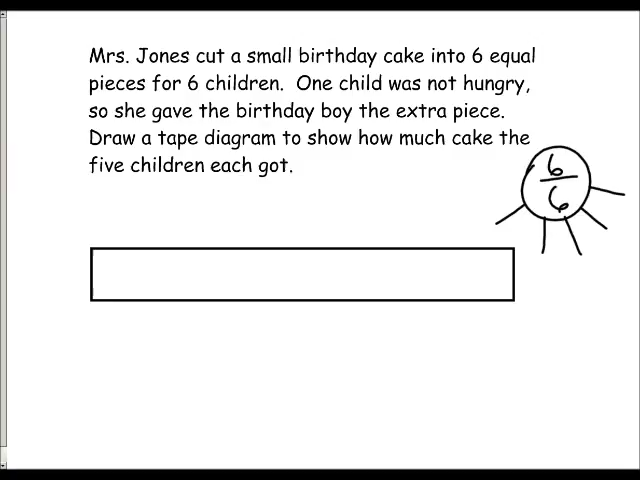 Mrs. Jones cut a small birthday cake into 6 equal
pieces for 6 children. One child was not hungry,
so she gave the birthday boy the extra piece.
Draw a tape diagram to show how much cake the
five children each got.
6
6